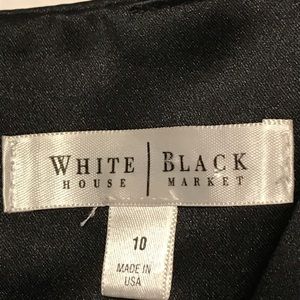 WHITE | BLACK
HOUSE | MARKET
10
MADE IN
USA